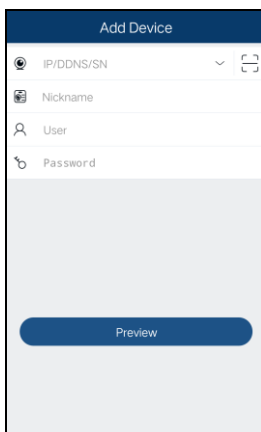 Add Device
IP/DDNS/SN
Nickname
User
Password
Preview